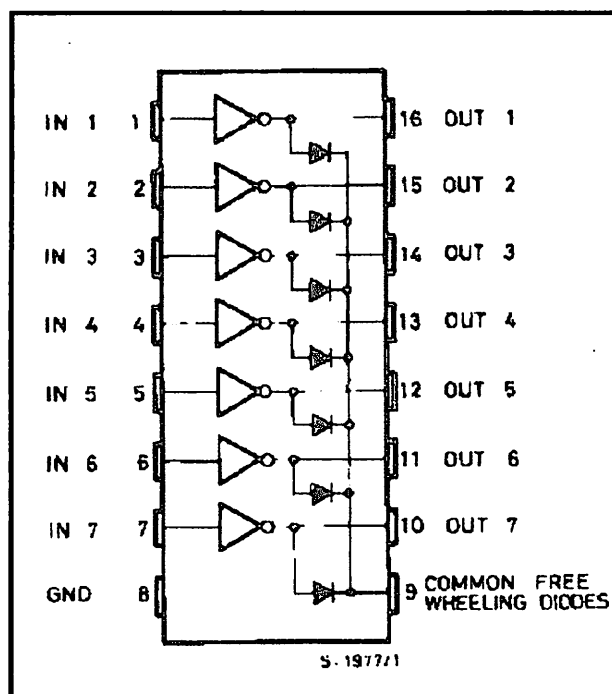 IN 1 1 16 OUT 1
IN 2 2 15 OUT 2
IN 3 3 14 OUT 3
IN 4 4 13 OUT 4
IN 5 5 12 OUT 5
IN 6 6 11 OUT 6
IN 7 7 10 OUT 7
GND 8 9 COMMON FREE
WHEELING DIODES
S-1977/1